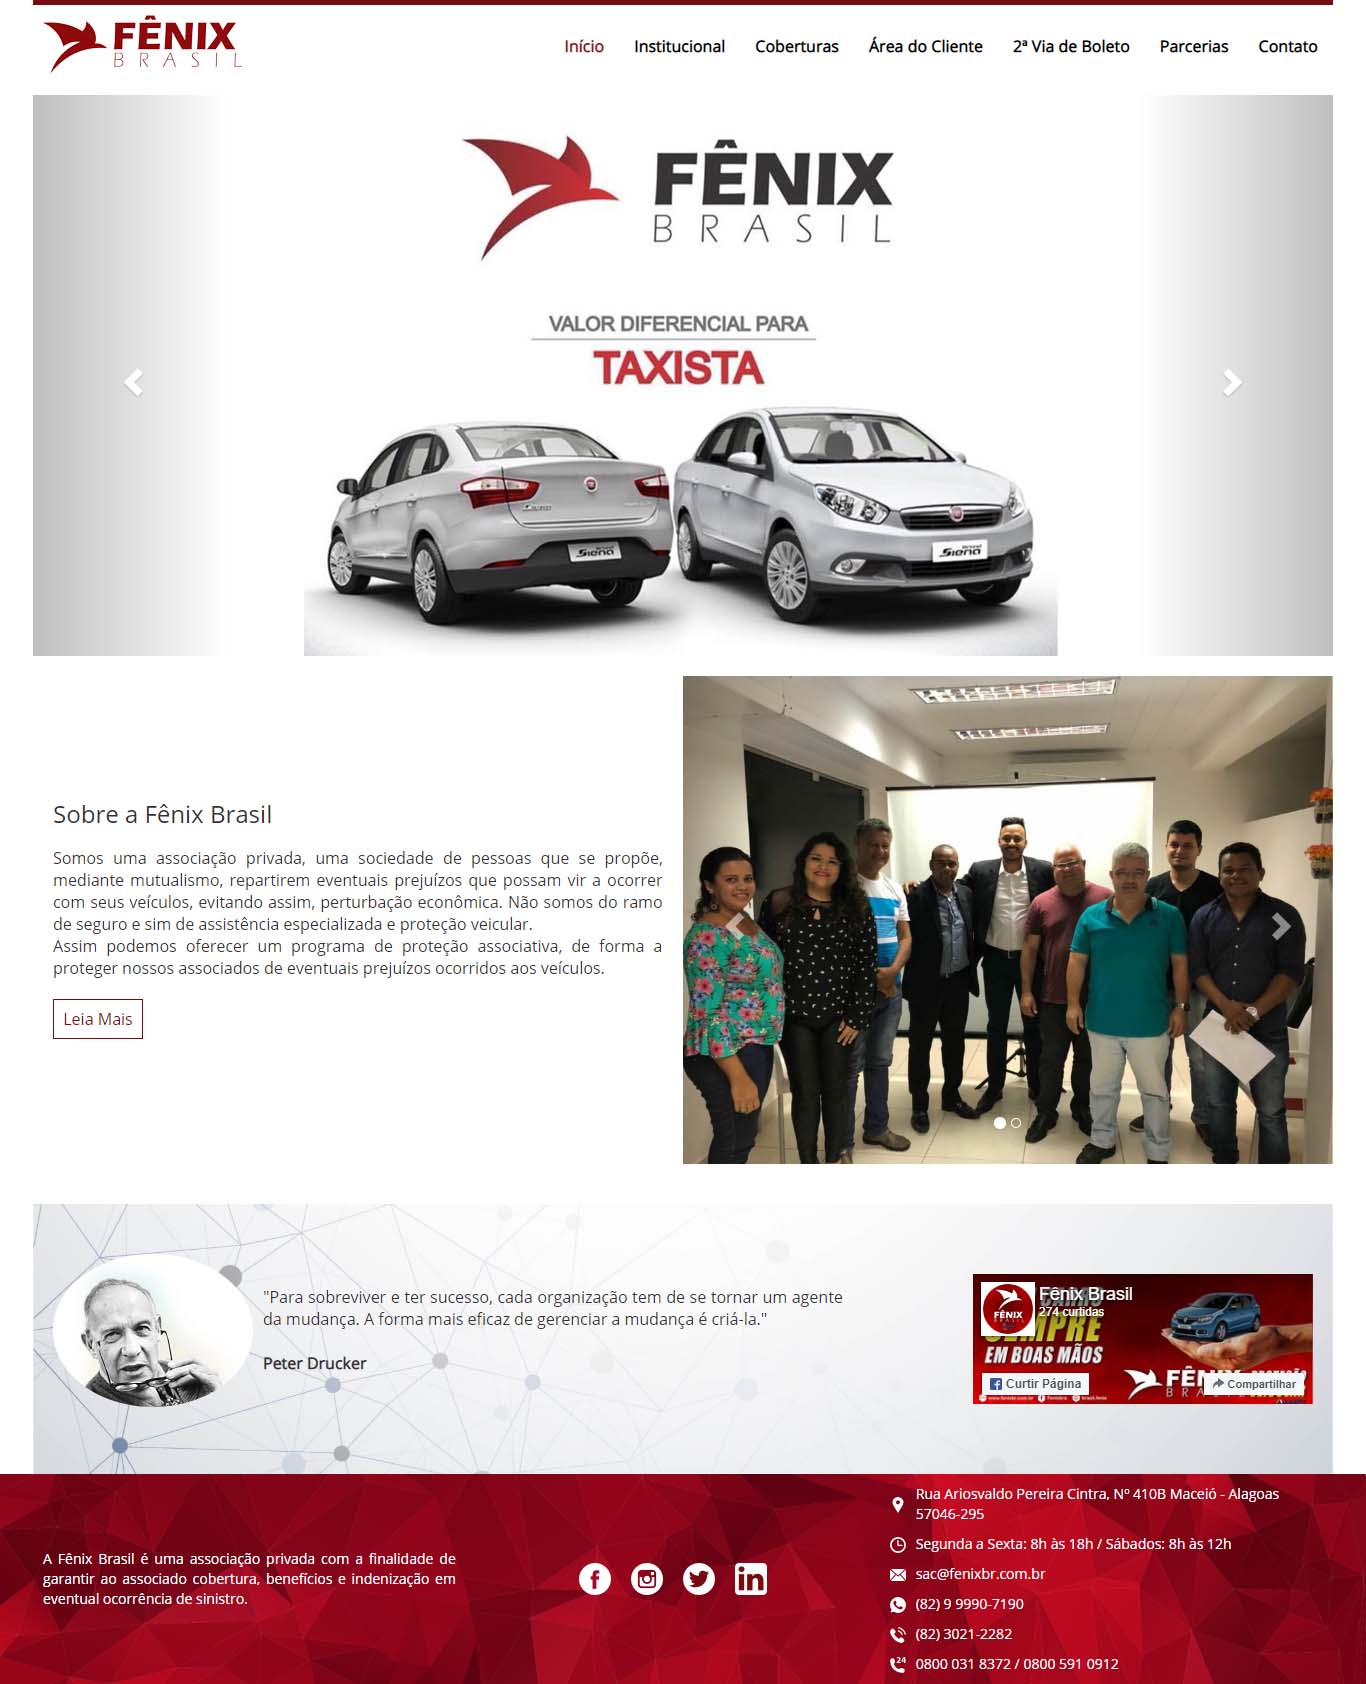 FÊNIX
BRASIL
Início
Institucional
Coberturas
Área do Cliente
2ª Via de Boleto
Parcerias
Contato
FÊNIX
BRASIL
VALOR DIFERENCIAL PARA
TAXISTA
Siena
Siena
Sobre a Fênix Brasil
Somos uma associação privada, uma sociedade de pessoas que se propõe,
mediante mutualismo, repartirem eventuais prejuízos que possam vir a ocorrer
com seus veículos, evitando assim, perturbação econômica. Não somos do ramo
de seguro e sim de assistência especializada e proteção veicular.
Assim podemos oferecer um programa de proteção associativa, de forma a
proteger nossos associados de eventuais prejuízos ocorridos aos veículos.
Leia Mais
"Para sobreviver e ter sucesso, cada organização tem de se tornar um agente
da mudança. A forma mais eficaz de gerenciar a mudança é criá-la."
Peter Drucker
Fênix Brasil
274 curtidas
FÊNIX
BRASIL
SEMPRE
EM BOAS MÃOS
Curtir Página
Compartilhar
A Fênix Brasil é uma associação privada com a finalidade de
garantir ao associado cobertura, benefícios e indenização em
eventual ocorrência de sinistro.
Rua Ariosvaldo Pereira Cintra, Nº 410B Maceió - Alagoas
57046-295
Segunda a Sexta: 8h às 18h / Sábados: 8h às 12h
sac@fenixbr.com.br
(82) 9 9990-7190
(82) 3021-2282
24
0800 031 8372 / 0800 591 0912